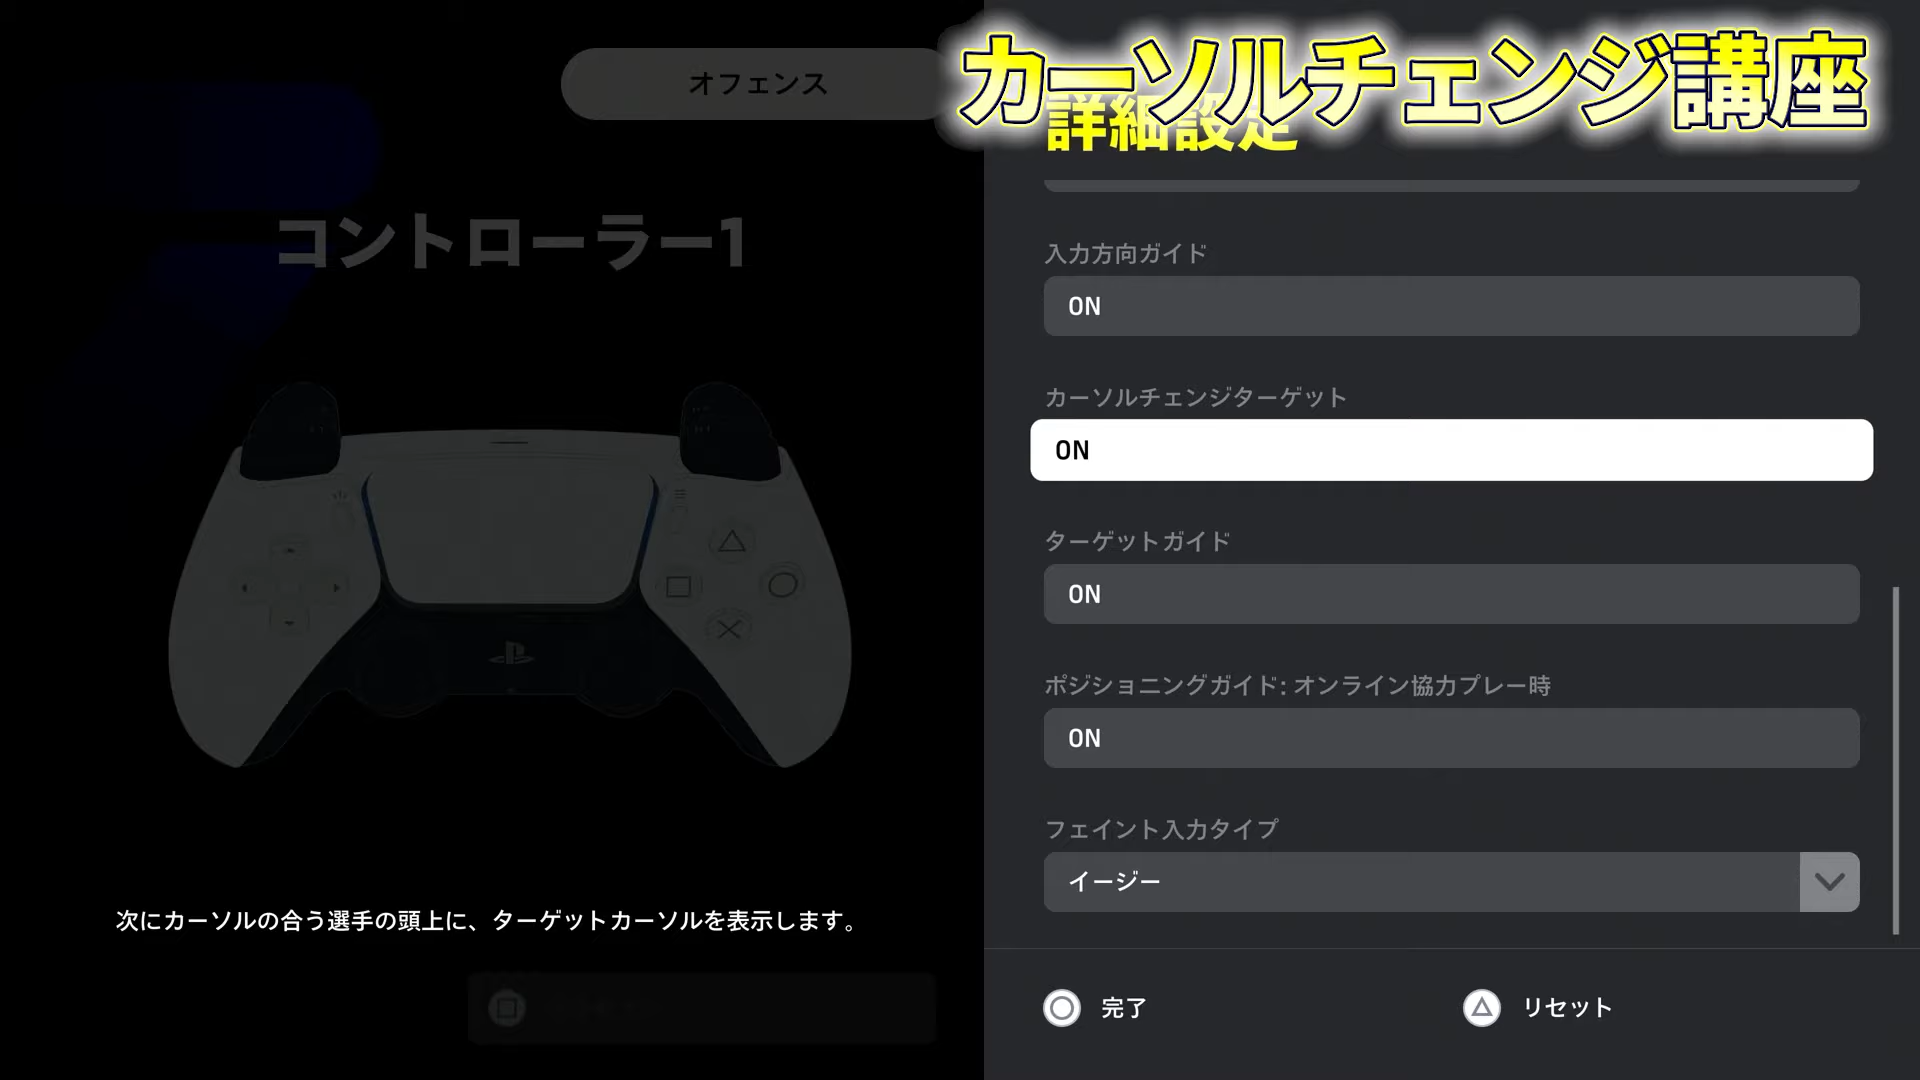 カーソルチェンジ講座
オフェンス
詳細設定
コントローラー1
入力方向ガイド
ON
カーソルチェンジターゲット
ON
ターゲットガイド
ON
ポジショニングガイド: オンライン協力プレー時
ON
フェイント入力タイプ
イージー
次にカーソルの合う選手の頭上に、ターゲットカーソルを表示します。
完了
リセット